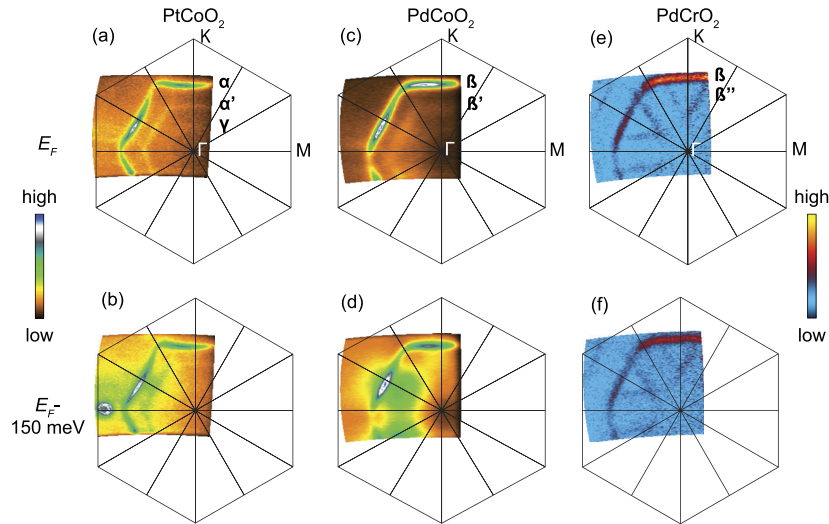 PtCoO2
PdCoO2
PdCrO2
(a)
K
(c)
K
(e)
K
α
α’
γ
ß
ß’
ß
ß’’
EF
Γ
M
Γ
Γ
M
high
low
high
low
(b)
(d)
(f)
EF-
150 meV